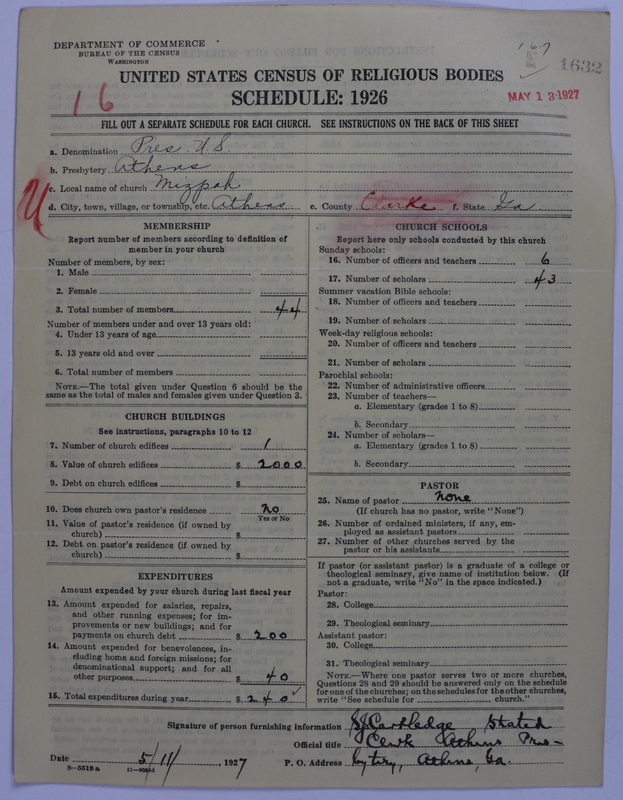 DEPARTMENT OF COMMERCE
BUREAU OF THE CENSUS
WASHINGTON
167
1632
UNITED STATES CENSUS OF RELIGIOUS BODIES
SCHEDULE: 1926
MAY 13 1927
16
FILL OUT A SEPARATE SCHEDULE FOR EACH CHURCH. SEE INSTRUCTIONS ON THE BACK OF THIS SHEET
a. Denomination Pres. U.S.
b. Presbytery Athens
c. Local name of church Mizpah
d. City, town, village, or township, etc. Athens e. County Clarke f. State Ga
MEMBERSHIP
Report number of members according to definition of
member in your church
Number of members, by sex:
1. Male
2. Female
3. Total number of members 44
Number of members under and over 13 years old:
4. Under 13 years of age
5. 13 years old and over
6. Total number of members
NOTE.—The total given under Question 6 should be the
same as the total of males and females given under Question 3.
CHURCH BUILDINGS
See instructions, paragraphs 10 to 12
7. Number of church edifices 1
8. Value of church edifices $ 2000
9. Debt on church edifices $
10. Does church own pastor's residence no
Yes or No
11. Value of pastor's residence (if owned by
church) $
12. Debt on pastor's residence (if owned by
church) $
EXPENDITURES
Amount expended by your church during last fiscal year
13. Amount expended for salaries, repairs,
and other running expenses; for im-
provements or new buildings; and for
payments on church debt $ 200
14. Amount expended for benevolences, in-
cluding home and foreign missions; for
denominational support; and for all
other purposes $ 40
15. Total expenditures during year $ 240
CHURCH SCHOOLS
Report here only schools conducted by this church
Sunday schools:
16. Number of officers and teachers 6
17. Number of scholars 43
Summer vacation Bible schools:
18. Number of officers and teachers
19. Number of scholars
Week-day religious schools:
20. Number of officers and teachers
21. Number of scholars
Parochial schools:
22. Number of administrative officers
23. Number of teachers—
a. Elementary (grades 1 to 8)
b. Secondary
24. Number of scholars—
a. Elementary (grades 1 to 8)
b. Secondary
PASTOR
25. Name of pastor none
(If church has no pastor, write "None")
26. Number of ordained ministers, if any, em-
ployed as assistant pastors
27. Number of other churches served by the
pastor or his assistants
If pastor (or assistant pastor) is a graduate of a college or
theological seminary, give name of institution below. (If
not a graduate, write "No" in the space indicated.)
Pastor:
28. College
29. Theological seminary
Assistant pastor:
30. College
31. Theological seminary
NOTE.—Where one pastor serves two or more churches,
Questions 28 and 29 should be answered only on the schedule
for one of the churches; on the schedules for the other churches,
write "See schedule for church."
Signature of person furnishing information S.J. Cartledge Stated
Official title Clerk Athens Pres-
Date 5/11, 1927 P. O. Address bytery, Athens, Ga.
8—5518a